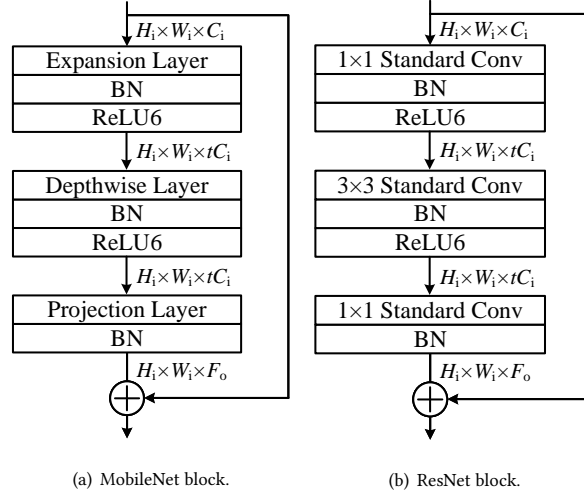 Hi×Wi×Ci
Expansion Layer
BN
ReLU6
Hi×Wi×tCi
Depthwise Layer
BN
ReLU6
Hi×Wi×tCi
Projection Layer
BN
Hi×Wi×Fo
(a) MobileNet block.
Hi×Wi×Ci
1×1 Standard Conv
BN
ReLU6
Hi×Wi×tCi
3×3 Standard Conv
BN
ReLU6
Hi×Wi×tCi
1×1 Standard Conv
BN
Hi×Wi×Fo
(b) ResNet block.